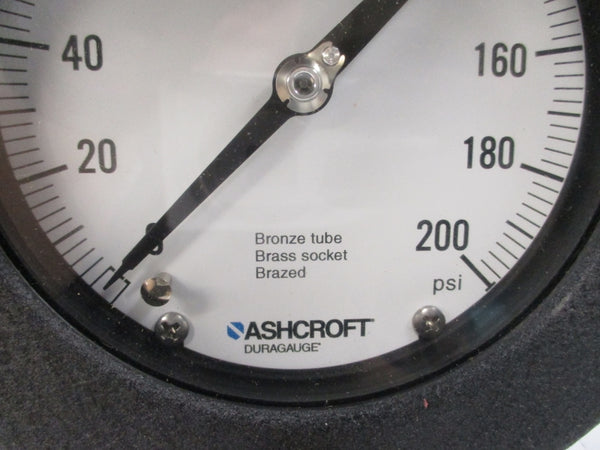 40
160
20
180
200
psi
Bronze tube
Brass socket
Brazed
ASHCROFT®
DURAGAUGE®